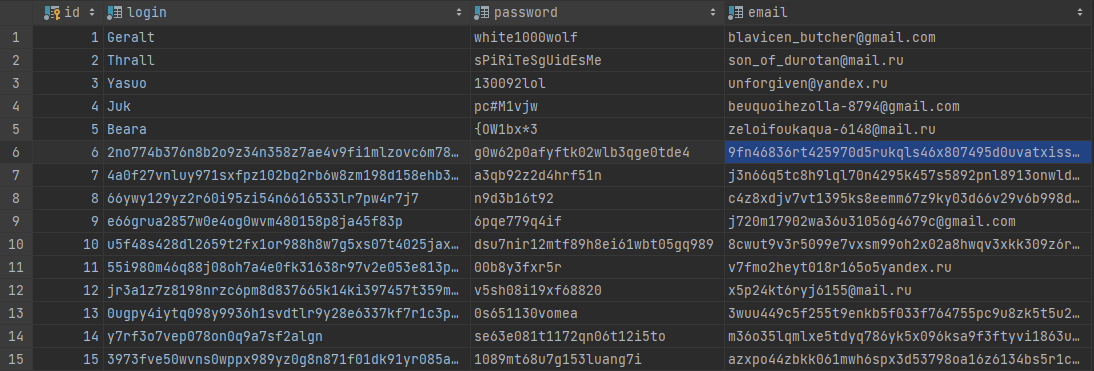 id login password email
1 1 Geralt white1000wolf blavicen_butcher@gmail.com
2 2 Thrall sPiRiTeSgUidEsMe son_of_durotan@mail.ru
3 3 Yasuo 130092lol unforgiven@yandex.ru
4 4 Juk pc#M1vjw beuquoihezolla-8794@gmail.com
5 5 Beara {OW1bx*3 zeloifoukaqua-6148@mail.ru
6 6 2no774b376n8b2o9z34n358z7ae4v9fi1mlzovc6m78… g0w62p0afyftk02wlb3qge0tde4 9fn46836rt425970d5rukqls46x807495d0uvatxiss…
7 7 4a0f27vnluy971sxfpz102bq2rb6w8zm198d158ehb3… a3qb92z2d4hrf51n j3n66q5tc8h9lql70n4295k457s5892pnl8913onwld…
8 8 66ywy129yz2r60i95zi54n6616533lr7pw4r7j7 n9d3b16t92 c4z8xdjv7vt1395ks8eemm67z9ky03d66v29v6b998d…
9 9 e66grua2857w0e4og0wvm480158p8ja45f83p 6pqe779q4if j720m17902wa36u31056g4679c@gmail.com
10 10 u5f48s428dl2659t2fx1or988h8w7g5xs07t4025jax… dsu7nir12mtf89h8ei61wbt05gq989 8cwut9v3r5099e7vxsm99oh2x02a8hwqv3xkk309z6r…
11 11 55i980m46q88j08oh7a4e0fk31638r97v2e053e813p… 00b8y3fxr5r v7fmo2heyt018r165o5yandex.ru
12 12 jr3a1z7z8198nrzc6pm8d837665k14ki397457t359m… v5sh08i19xf68820 x5p24kt6ryj6155@mail.ru
13 13 0ugpy4iytq098y9936h1svdtlr9y28e6337kf7r1c3p… 0s651130vomea 3wuu449c5f255t9enkb5f033f764755pc9u8zk5t5u2…
14 14 y7rf3o7vep078on0q9a7sf2algn se63e081t1172qn06t12i5to m36o35lqmlxe5tdyq786yk5x096ksa9f3ftyvi1863u…
15 15 3973fve50wvns0wppx989yz0g8n871f01dk91yr085a… 1089mt68u7g153luang7i azxpo44zbkk061mwh6spx3d53798oa16z6134bs5r1c…